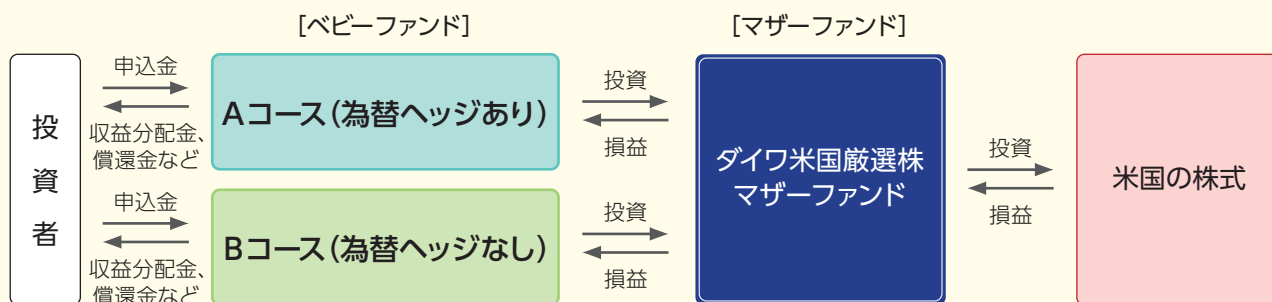 [ベビーファンド]
[マザーファンド]
投資者
申込金
収益分配金、
償還金など
Aコース(為替ヘッジあり)
投資
損益
申込金
収益分配金、
償還金など
Bコース(為替ヘッジなし)
投資
損益
ダイワ米国厳選株
マザーファンド
投資
損益
米国の株式